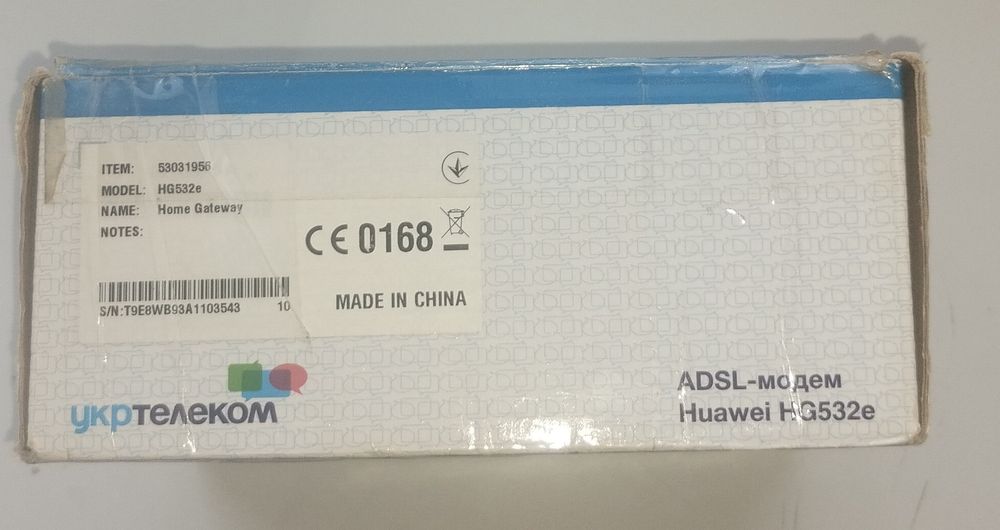 ITEM: 53031956
MODEL: HG532e
NAME: Home Gateway
NOTES:
CE 0168
S/N:T9E8WB93A1103543 10
MADE IN CHINA
укртелеком
ADSL-модем
Huawei HG532e